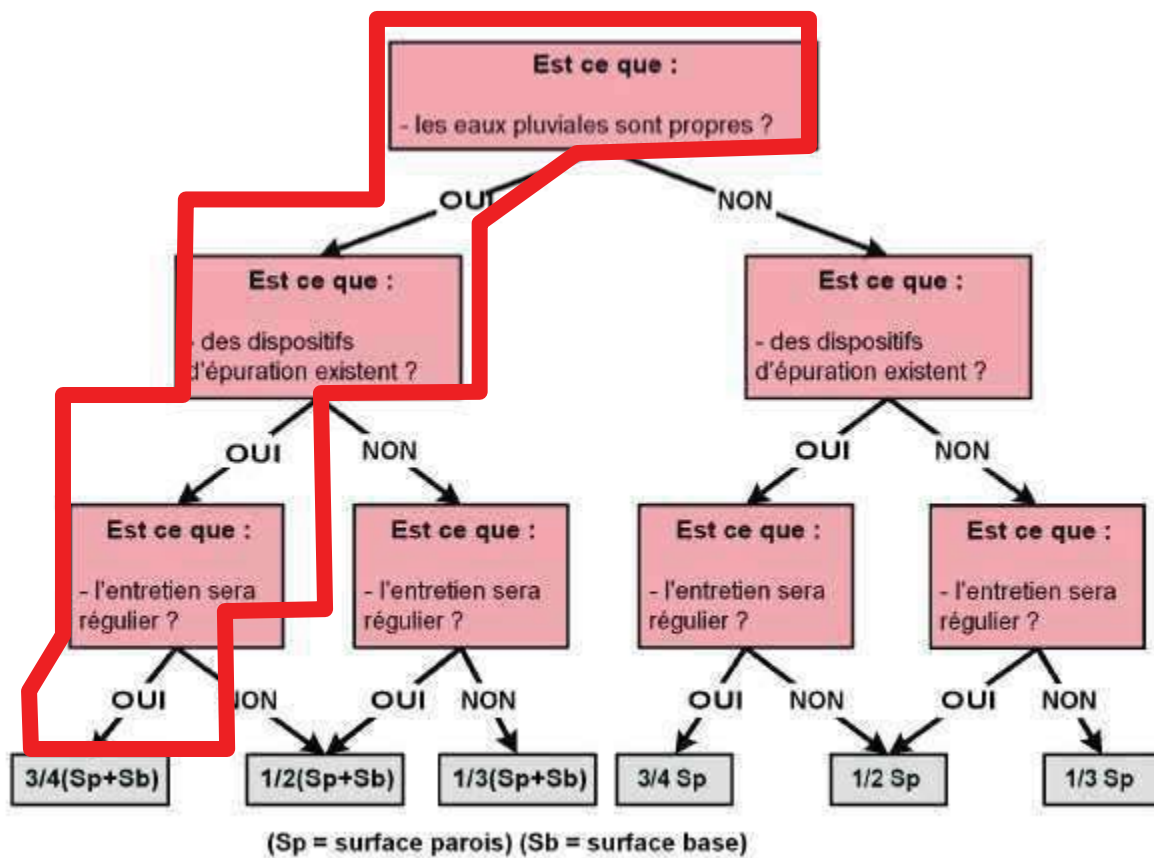 Est ce que :
- les eaux pluviales sont propres ?
OUI
NON
Est ce que :
- des dispositifs
d'épuration existent ?
Est ce que :
- des dispositifs
d'épuration existent ?
OUI
NON
OUI
NON
Est ce que :
- l'entretien sera
régulier ?
Est ce que :
- l'entretien sera
régulier ?
Est ce que :
- l'entretien sera
régulier ?
Est ce que :
- l'entretien sera
régulier ?
OUI
NON
OUI
NON
OUI
NON
OUI
NON
3/4(Sp+Sb)
1/2(Sp+Sb)
1/3(Sp+Sb)
3/4 Sp
1/2 Sp
1/3 Sp
(Sp = surface parois) (Sb = surface base)